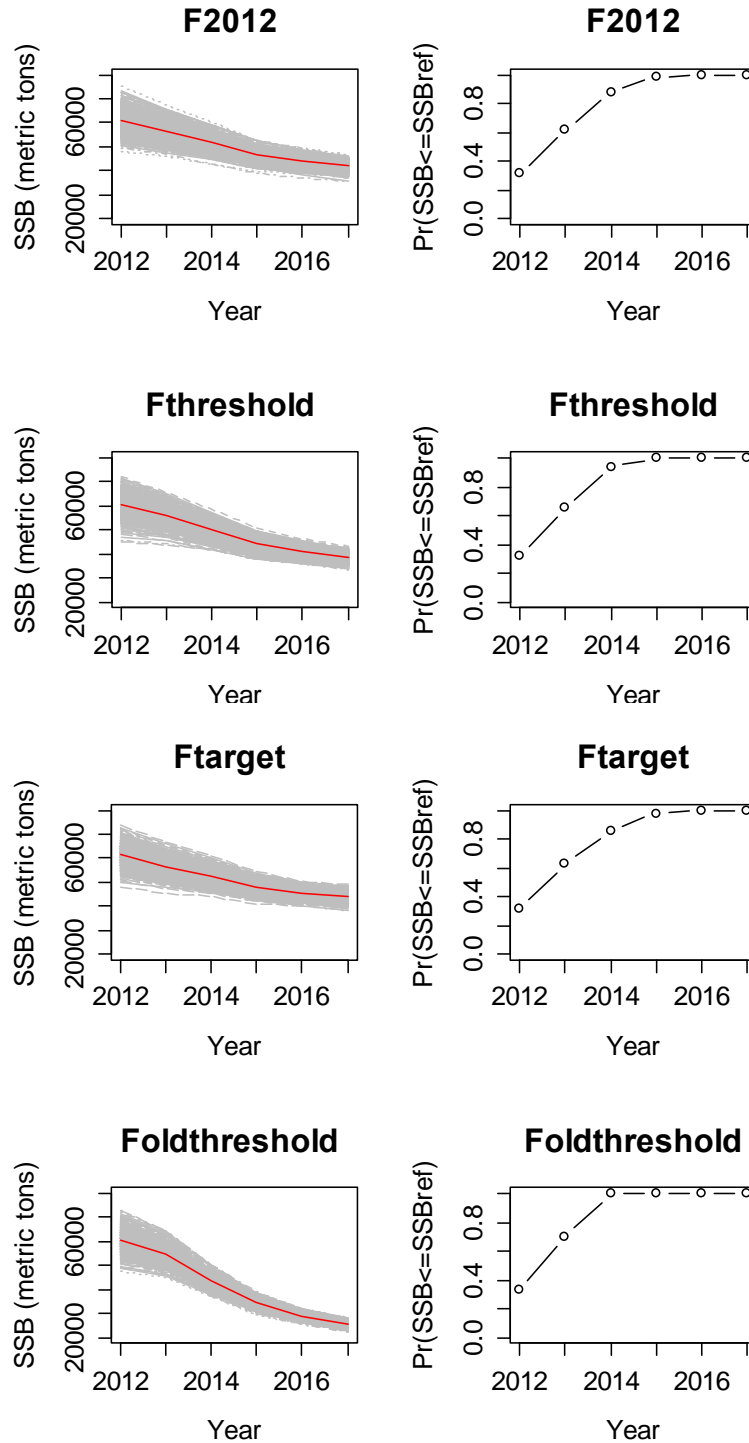 F2012
SSB (metric tons)
60000
20000
2012 2014 2016
Year
F2012
Pr(SSB<=SSBref)
0.8
0.4
0.0
2012 2014 2016
Year
Fthreshold
SSB (metric tons)
60000
20000
2012 2014 2016
Year
Fthreshold
Pr(SSB<=SSBref)
0.8
0.4
0.0
2012 2014 2016
Year
Ftarget
SSB (metric tons)
60000
20000
2012 2014 2016
Year
Ftarget
Pr(SSB<=SSBref)
0.8
0.4
0.0
2012 2014 2016
Year
Foldthreshold
SSB (metric tons)
60000
20000
2012 2014 2016
Year
Foldthreshold
Pr(SSB<=SSBref)
0.8
0.4
0.0
2012 2014 2016
Year